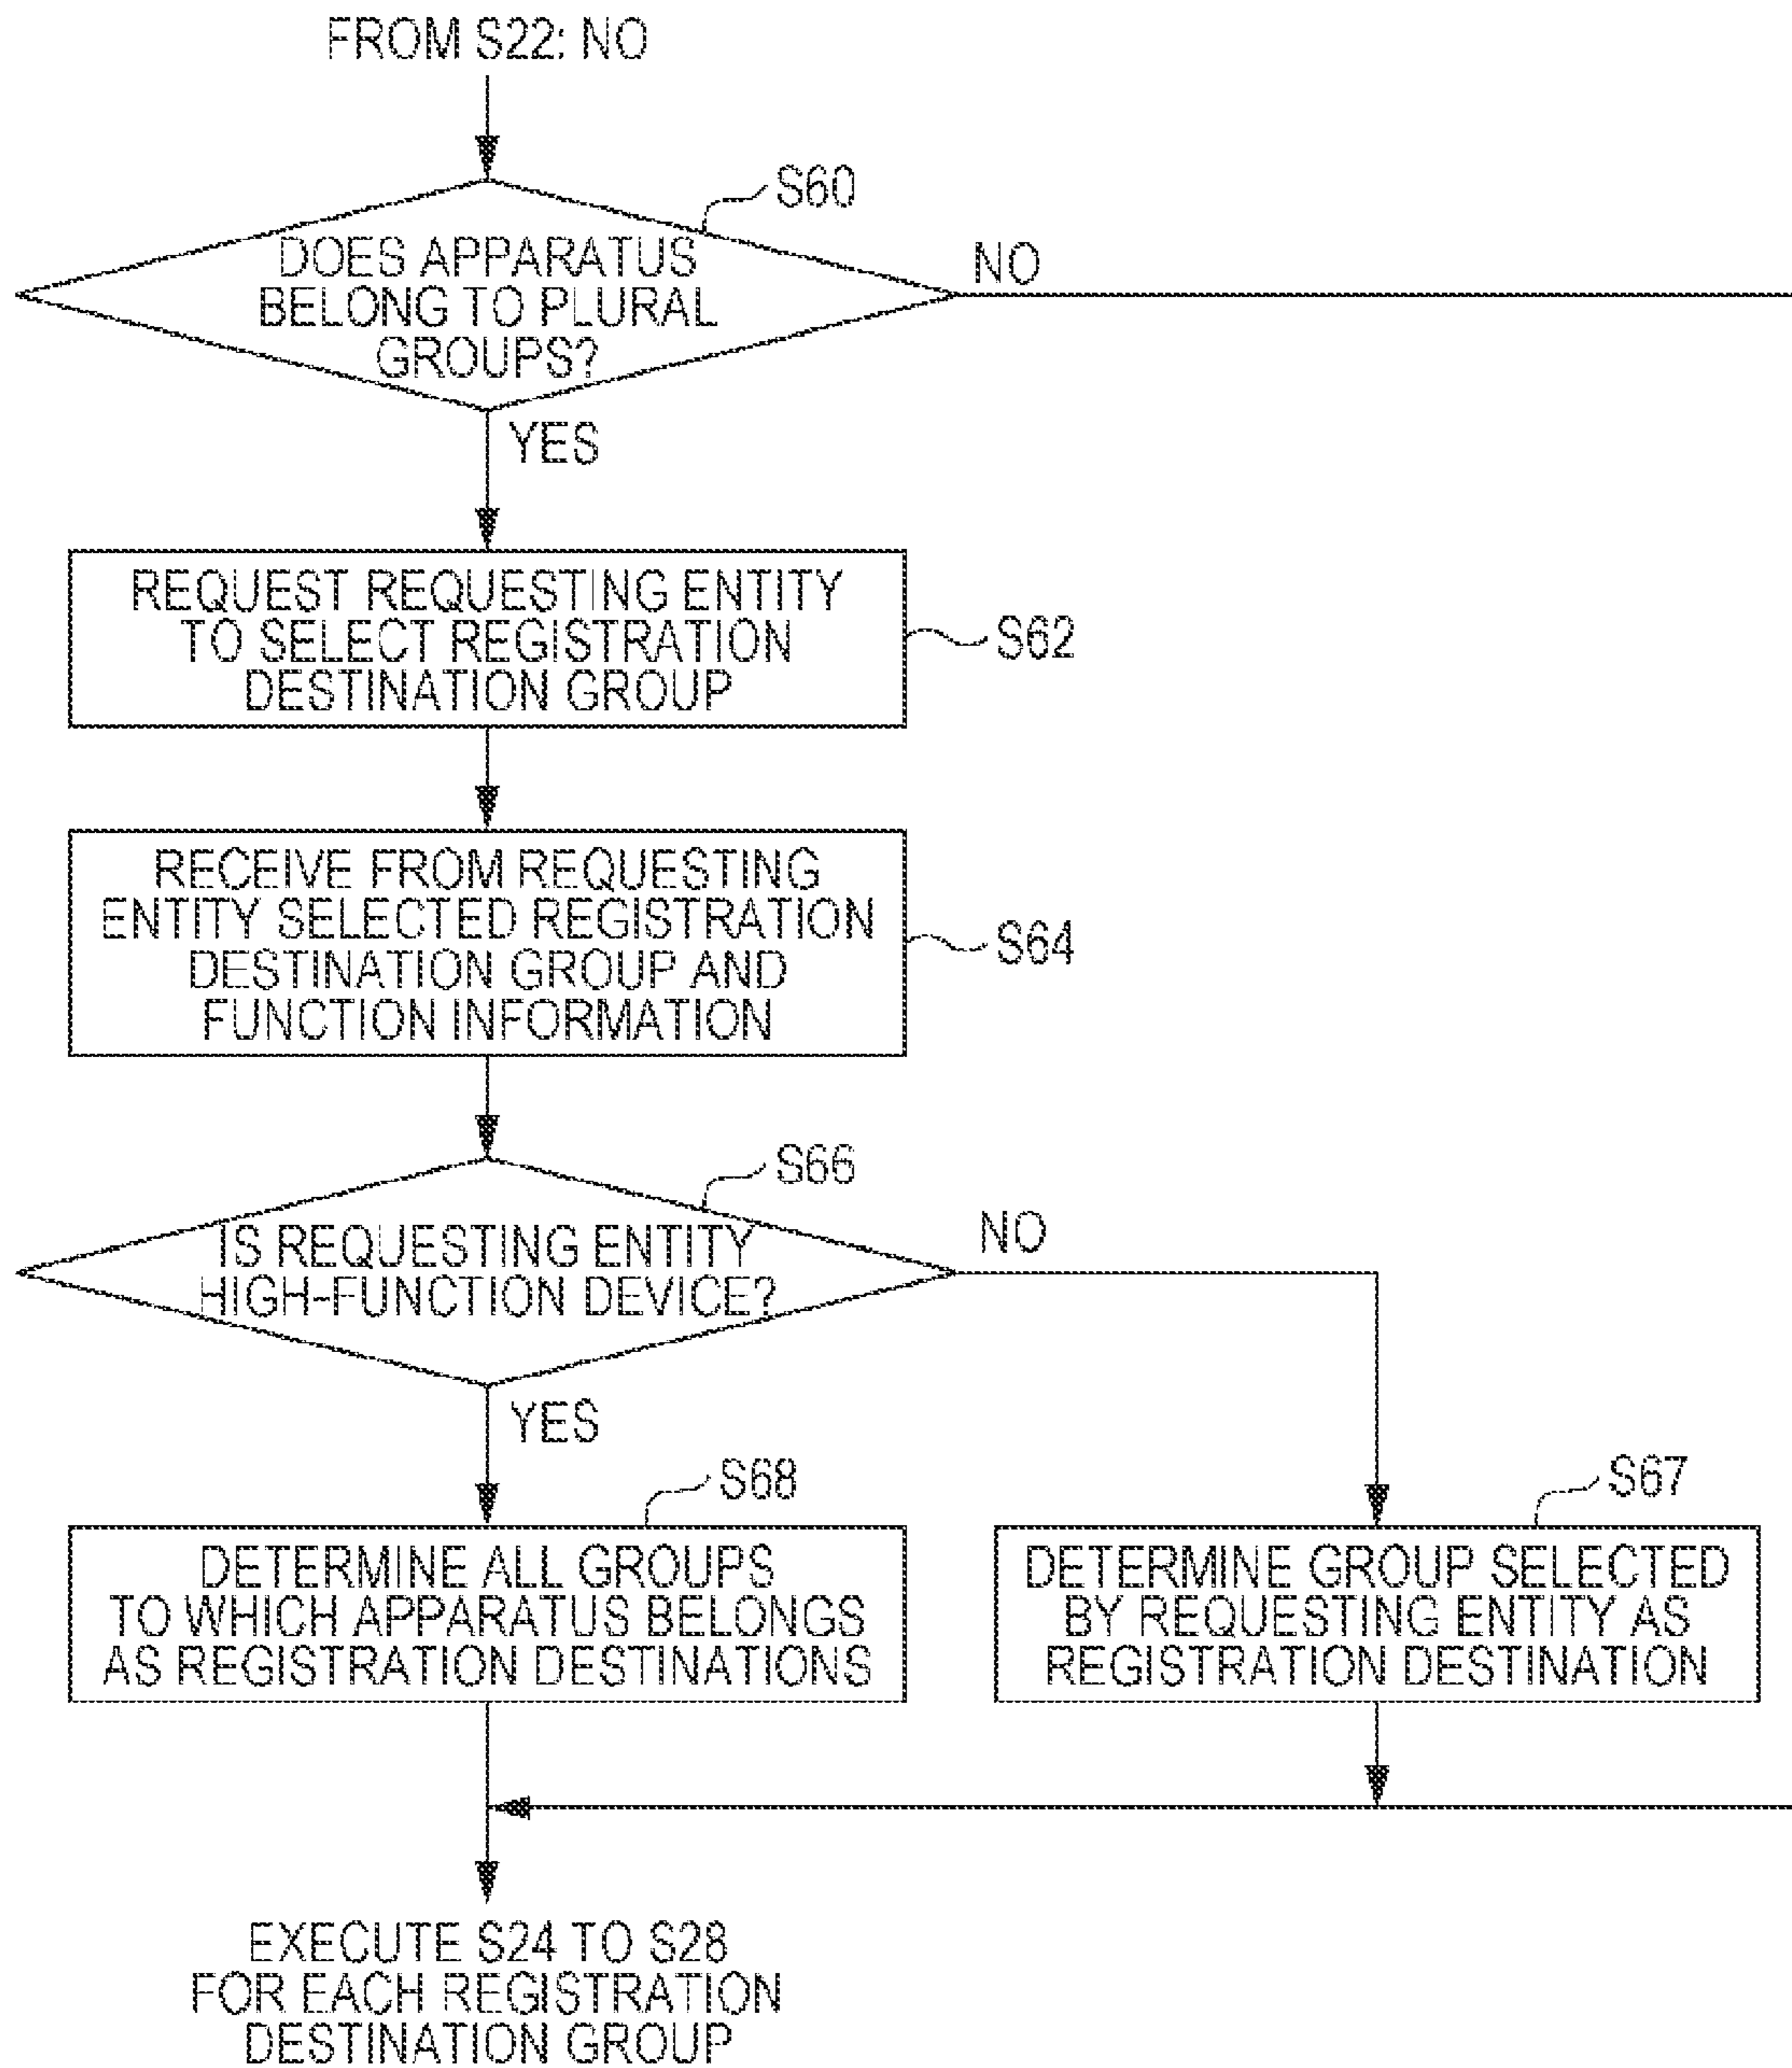 FROM S22: NO
S60
DOES APPARATUS
BELONG TO PLURAL
GROUPS?
NO
YES
REQUEST REQUESTING ENTITY
TO SELECT REGISTRATION
DESTINATION GROUP
S62
RECEIVE FROM REQUESTING
ENTITY SELECTED REGISTRATION
DESTINATION GROUP AND
FUNCTION INFORMATION
S64
S66
IS REQUESTING ENTITY
HIGH-FUNCTION DEVICE?
NO
YES
S68
DETERMINE ALL GROUPS
TO WHICH APPARATUS BELONGS
AS REGISTRATION DESTINATIONS
S67
DETERMINE GROUP SELECTED
BY REQUESTING ENTITY AS
REGISTRATION DESTINATION
EXECUTE S24 TO S28
FOR EACH REGISTRATION
DESTINATION GROUP